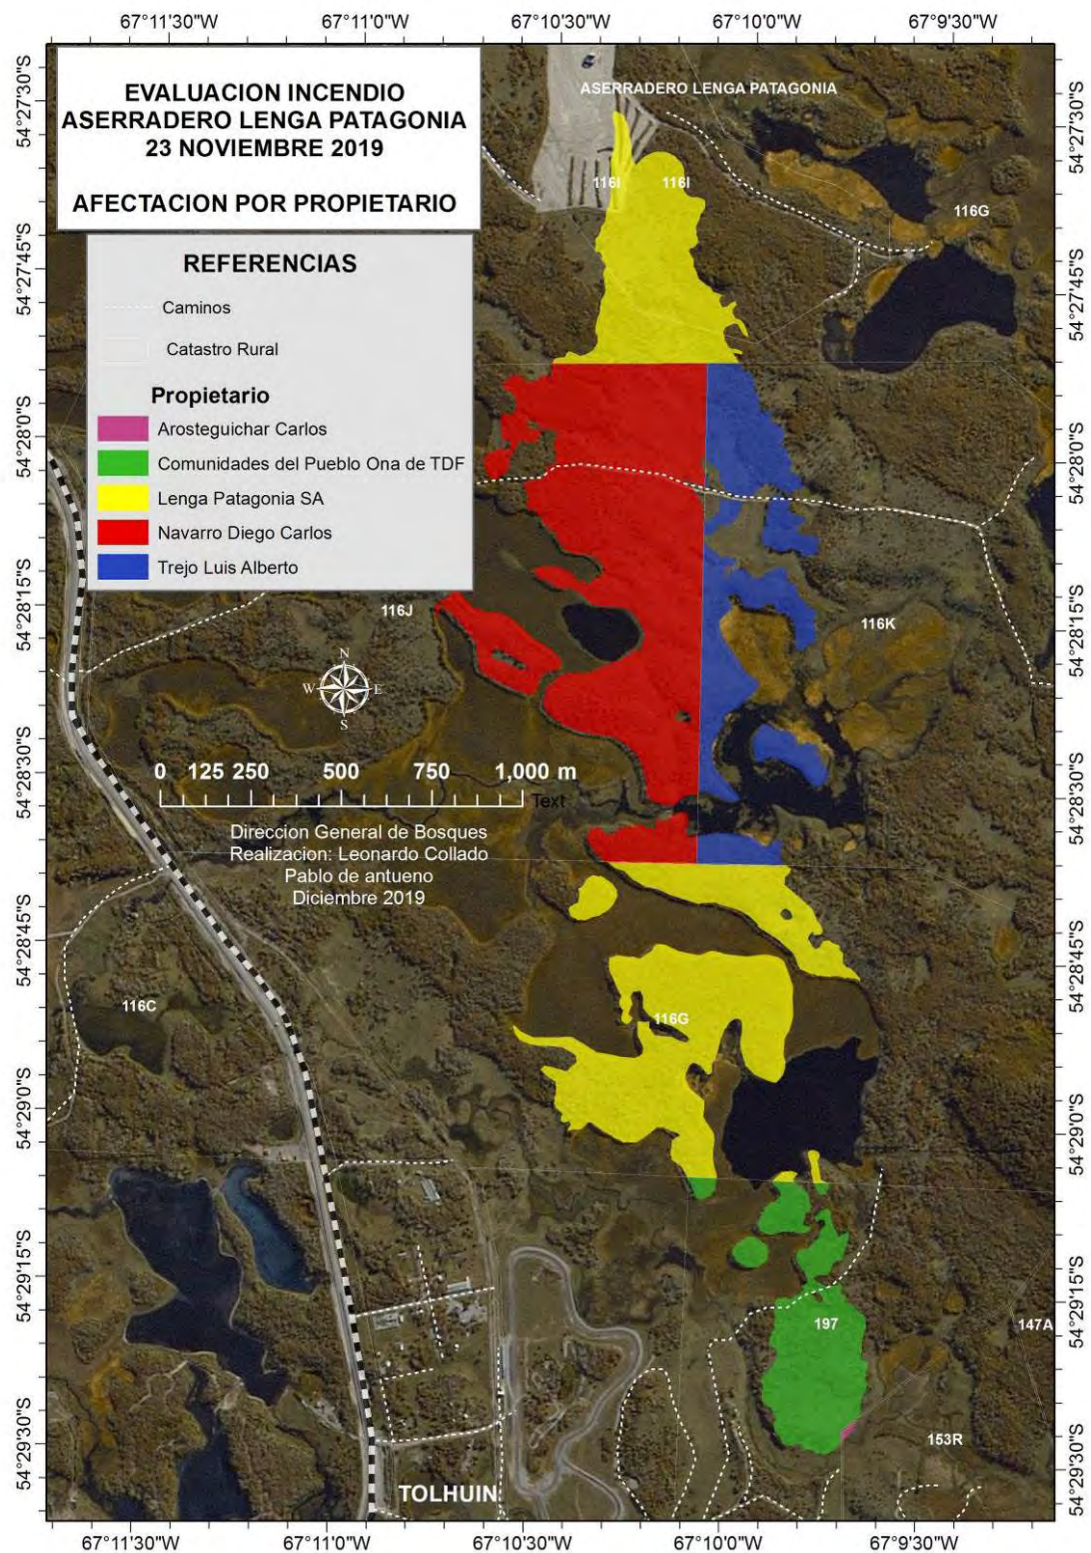 67°11'30"W 67°11'0"W 67°10'30"W 67°10'0"W 67°9'30"W
EVALUACION INCENDIO
ASERRADERO LENGA PATAGONIA
23 NOVIEMBRE 2019
AFECTACION POR PROPIETARIO
REFERENCIAS
Caminos
Catastro Rural
Propietario
Arosteguichar Carlos
Comunidades del Pueblo Ona de TDF
Lenga Patagonia SA
Navarro Diego Carlos
Trejo Luis Alberto
ASERRADERO LENGA PATAGONIA
116I 116I
116G
116J
116K
N
W E
S
0 125 250 500 750 1,000 m
Text
Direccion General de Bosques
Realizacion: Leonardo Collado
Pablo de antueno
Diciembre 2019
116C
116G
197
147A
153R
TOLHUIN
54°27'30"S
54°27'45"S
54°28'0"S
54°28'15"S
54°28'30"S
54°28'45"S
54°29'0"S
54°29'15"S
54°29'30"S
54°27'30"S
54°27'45"S
54°28'0"S
54°28'15"S
54°28'30"S
54°28'45"S
54°29'0"S
54°29'15"S
54°29'30"S
67°11'30"W 67°11'0"W 67°10'30"W 67°10'0"W 67°9'30"W